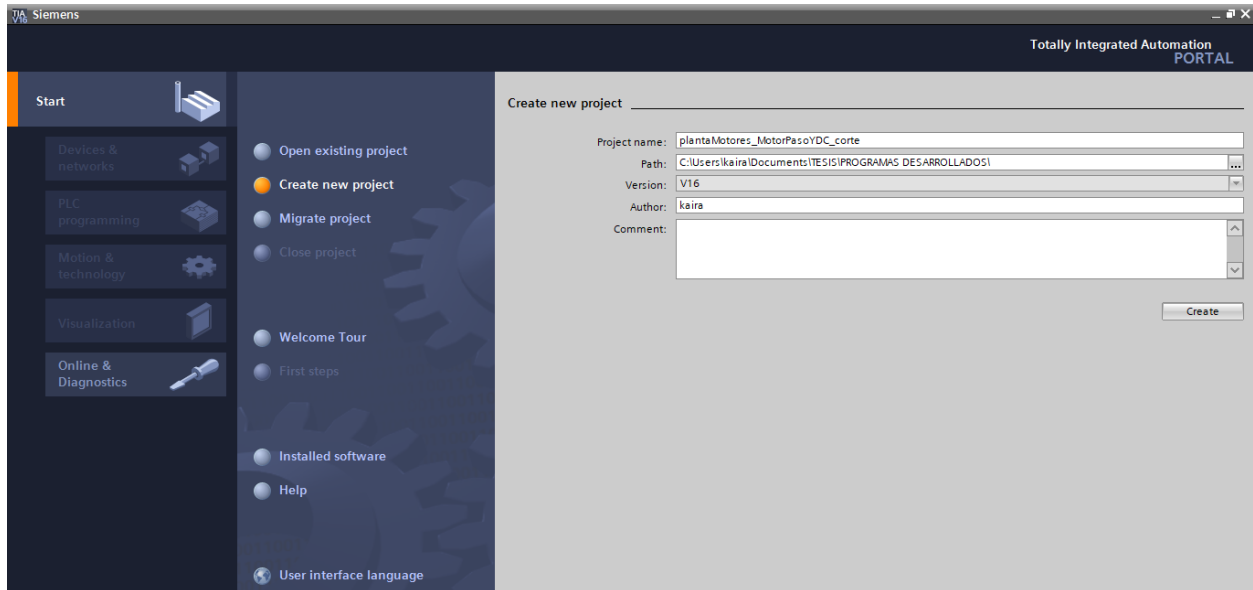 TIA
V16 Siemens
Totally Integrated Automation
PORTAL
Start
Devices &
networks
PLC
programming
Motion &
technology
Visualization
Online &
Diagnostics
Open existing project
Create new project
Migrate project
Close project
Welcome Tour
First steps
Installed software
Help
User interface language
Create new project
Project name: plantaMotores_MotorPasoYDC_corte
Path: C:\Users\kaira\Documents\TESIS\PROGRAMAS DESARROLLADOS\ ...
Version: V16
Author: kaira
Comment:
Create